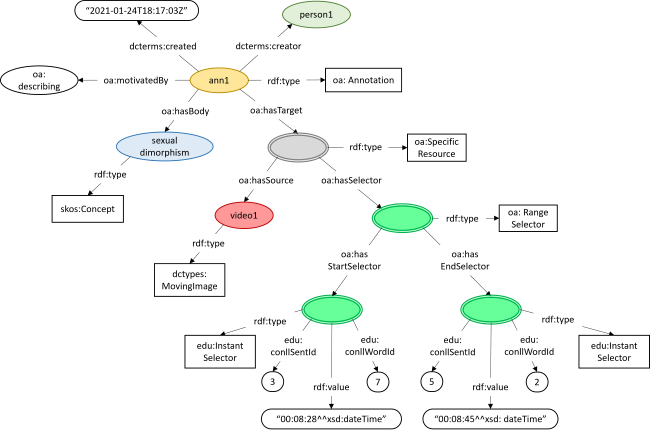 “2021-01-24T18:17:03Z”
person1
dcterms:created
dcterms:creator
oa:
describing
oa:motivatedBy
ann1
rdf:type
oa: Annotation
oa:hasBody
oa:hasTarget
sexual
dimorphism
rdf:type
oa:Specific
Resource
rdf:type
oa:hasSource
oa:hasSelector
skos:Concept
video1
rdf:type
oa: Range
Selector
rdf:type
oa:has
StartSelector
oa:has
EndSelector
dctypes:
MovingImage
rdf:type
edu:
conllSentId
edu:
conllWordId
edu:
conllSentId
edu:
conllWordId
rdf:type
edu:Instant
Selector
edu:Instant
Selector
3
7
5
2
rdf:value
rdf:value
“00:08:28^^xsd:dateTime”
“00:08:45^^xsd: dateTime”